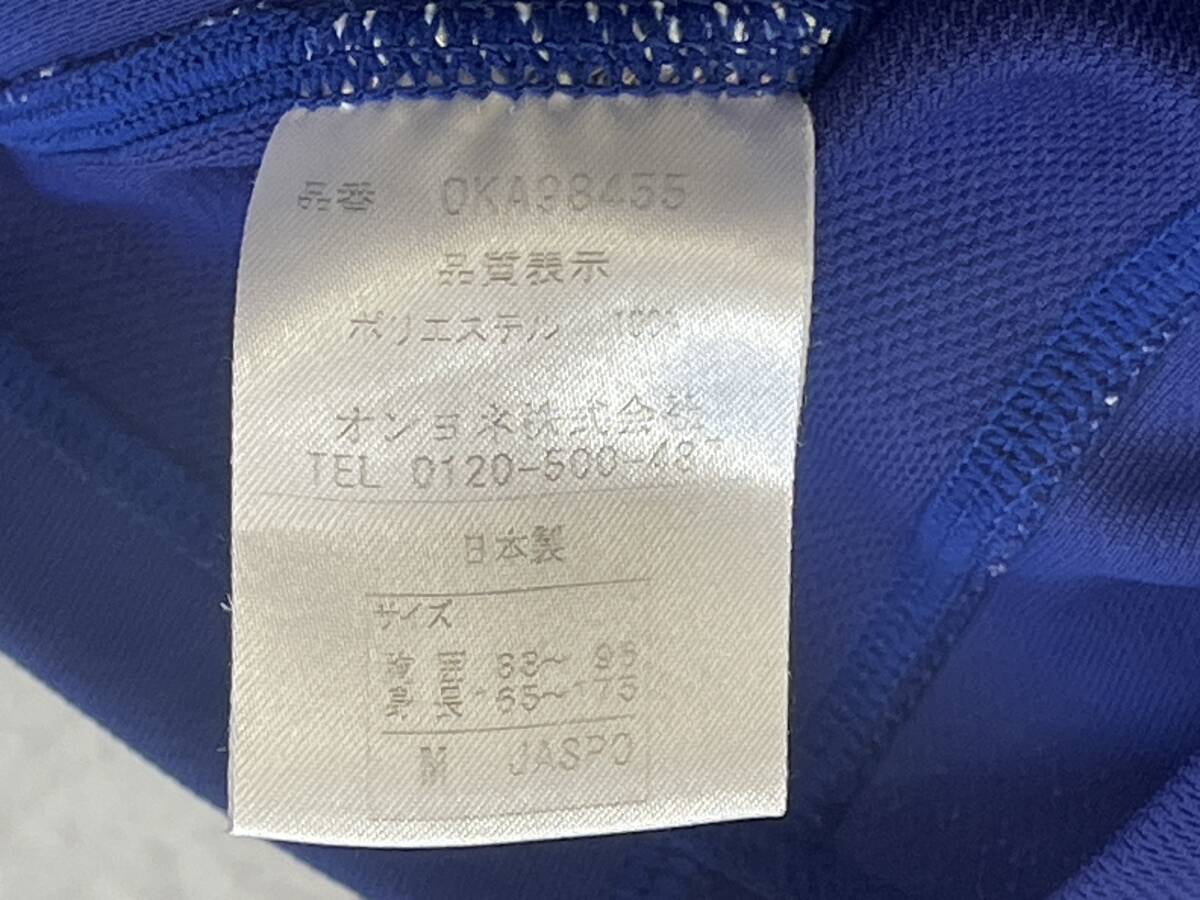 品番 OKA98455
品質表示
ポリエステル 100%
オンヨネ株式会社
TEL 0120-500-48
日本製
サイズ
胸囲 88~ 96
身長 165~175
M JASPO